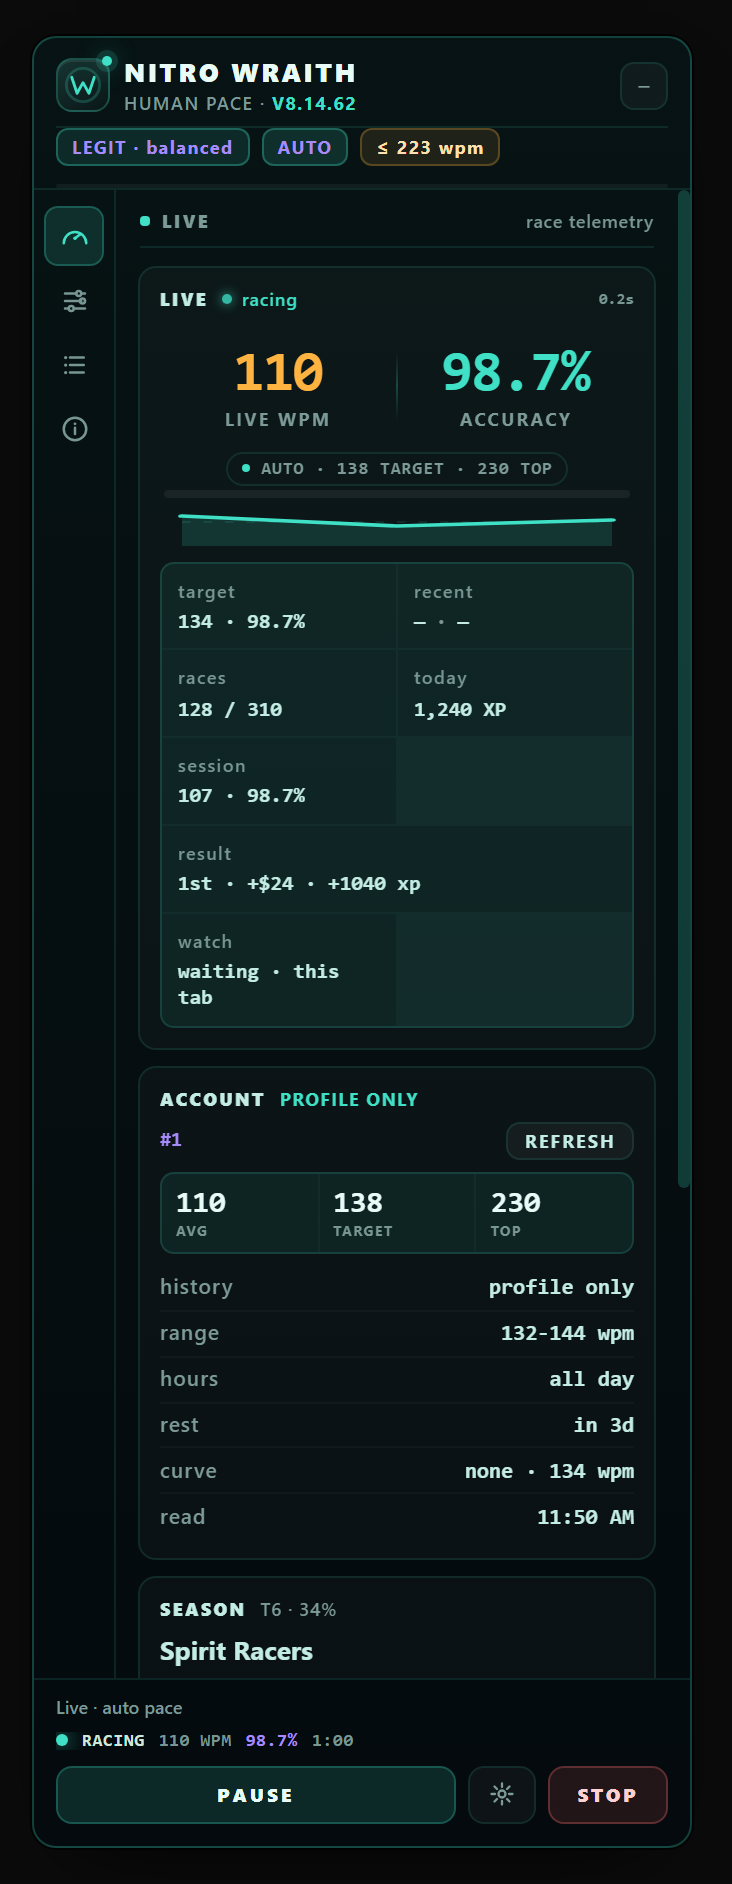 NITRO WRAITH
HUMAN PACE · V8.14.62
LEGIT · balanced AUTO ≤ 223 wpm
LIVE race telemetry
LIVE racing 0.2s
110 98.7%
LIVE WPM ACCURACY
AUTO · 138 TARGET · 230 TOP
target recent
134 · 98.7% — · —
races today
128 / 310 1,240 XP
session
107 · 98.7%
result
1st · +$24 · +1040 xp
watch
waiting · this
tab
ACCOUNT PROFILE ONLY
#1 REFRESH
110 138 230
AVG TARGET TOP
history profile only
range 132-144 wpm
hours all day
rest in 3d
curve none · 134 wpm
read 11:50 AM
SEASON T6 · 34%
Spirit Racers
Live · auto pace
RACING 110 WPM 98.7% 1:00
PAUSE STOP